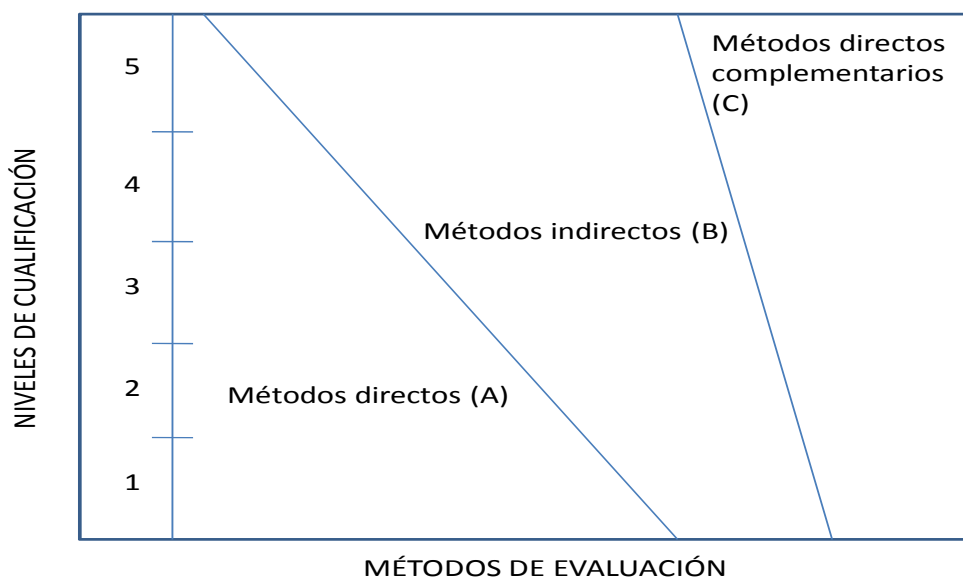 NIVELES DE CUALIFICACIÓN
5
4
3
2
1
Métodos directos
complementarios
(C)
Métodos indirectos (B)
Métodos directos (A)
MÉTODOS DE EVALUACIÓN